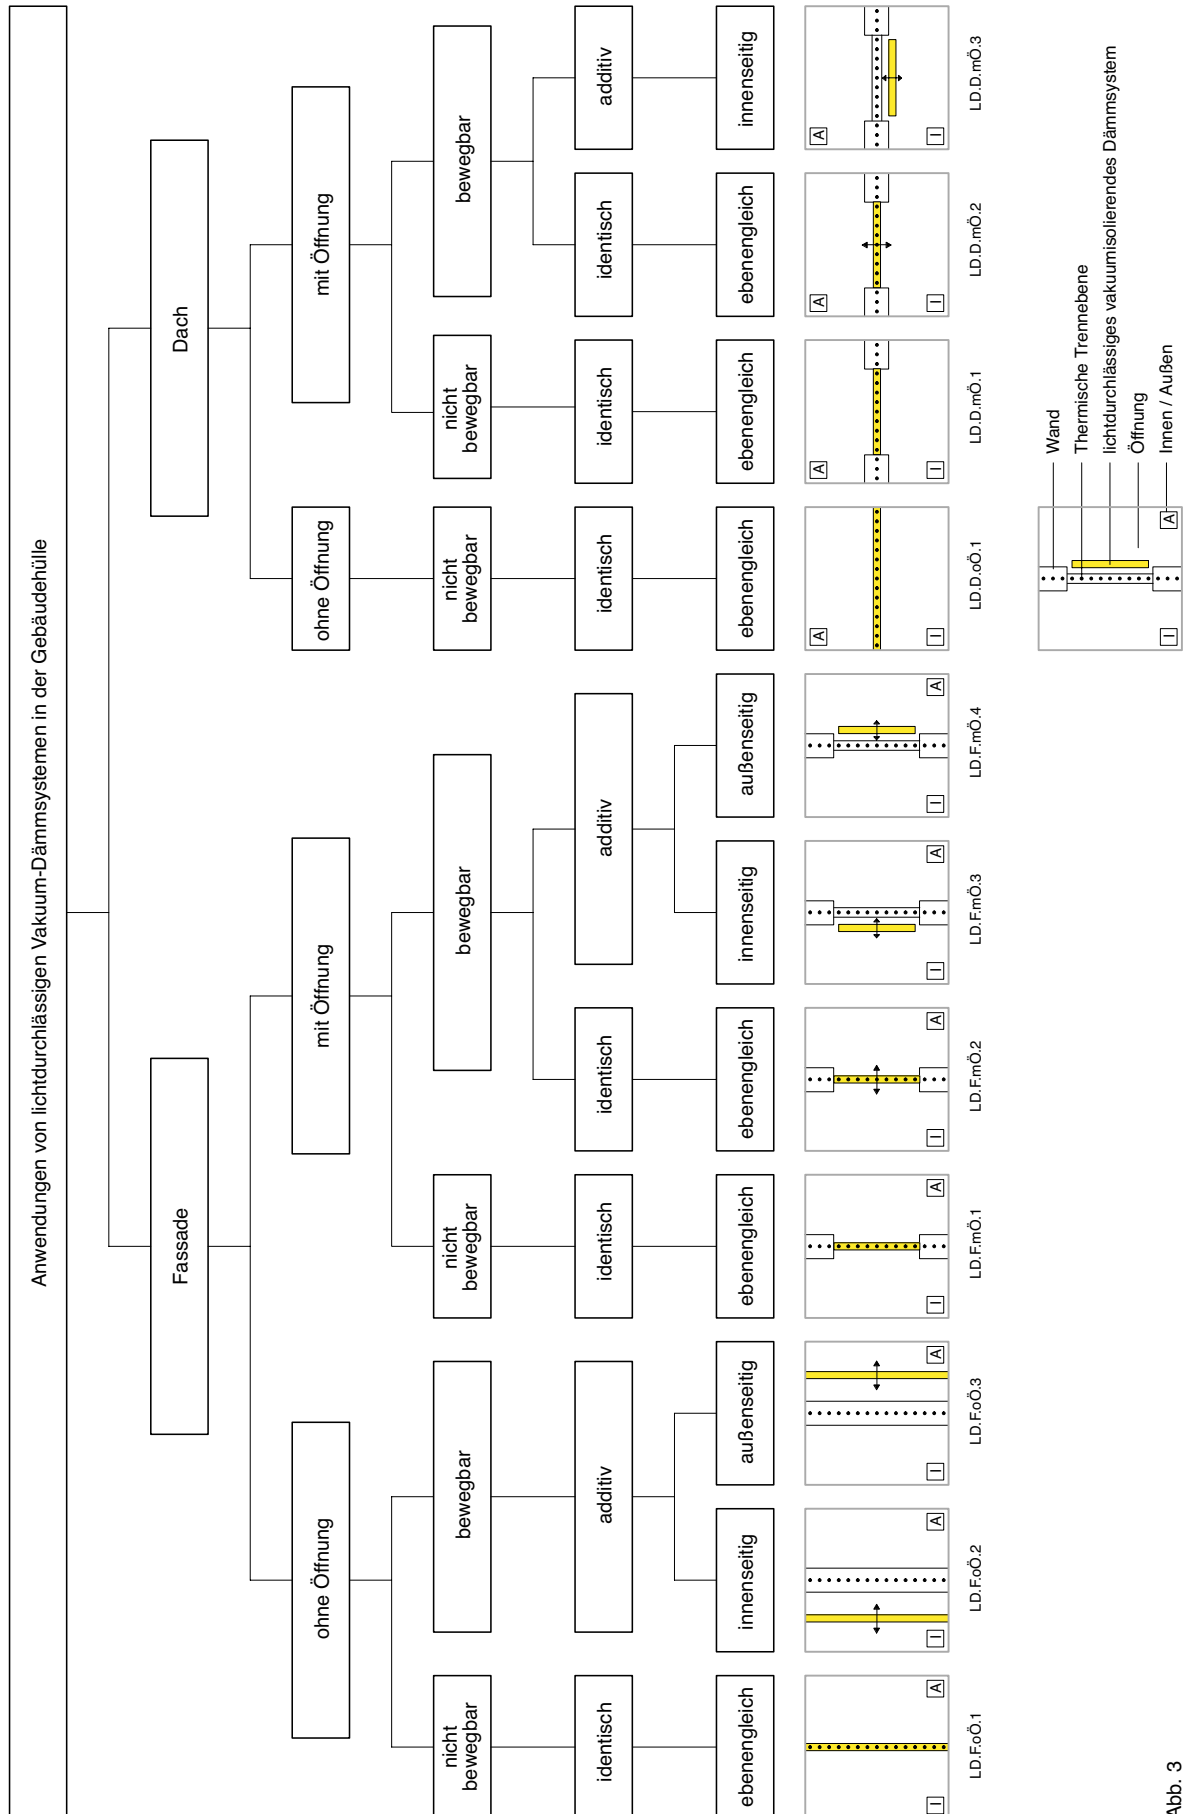 Anwendungen von lichtdurchlässigen Vakuum-Dämmsystemen in der Gebäudehülle
Fassade
Dach
ohne Öffnung
mit Öffnung
ohne Öffnung
mit Öffnung
nicht
bewegbar
bewegbar
nicht
bewegbar
bewegbar
nicht
bewegbar
nicht
bewegbar
bewegbar
identisch
additiv
identisch
identisch
additiv
identisch
identisch
identisch
additiv
ebenengleich
innenseitig
außenseitig
ebenengleich
ebenengleich
innenseitig
außenseitig
ebenengleich
ebenengleich
ebenengleich
innenseitig
I A
I A
I A
I A
I A
I A
I A
A
I
A
I
A
I
A
I
LD.F.oÖ.1
LD.F.oÖ.2
LD.F.oÖ.3
LD.F.mÖ.1
LD.F.mÖ.2
LD.F.mÖ.3
LD.F.mÖ.4
LD.D.oÖ.1
LD.D.mÖ.1
LD.D.mÖ.2
LD.D.mÖ.3
I A
Wand
Thermische Trennebene
lichtdurchlässiges vakuumisolierendes Dämmsystem
Öffnung
Innen / Außen
Abb. 3